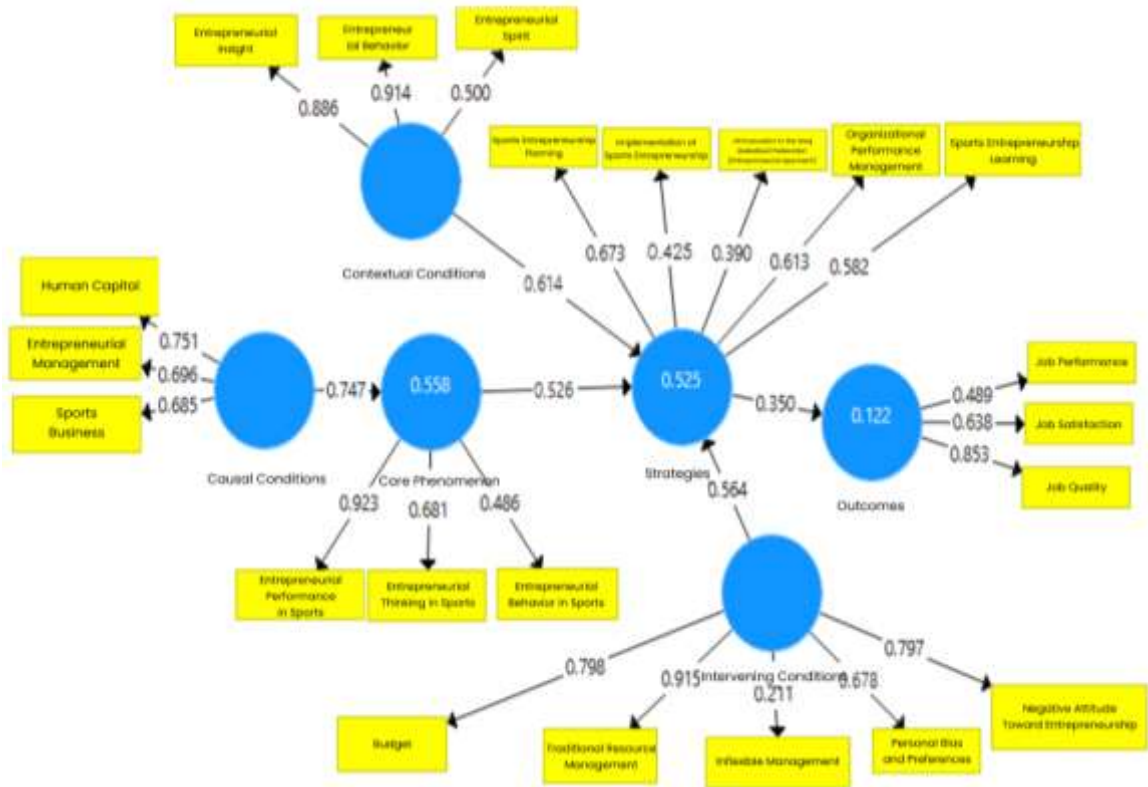 Entrepreneurial
Insight
Entrepreneur
ial Behavior
Entrepreneurial
Spirit
0.886
0.914
0.500
Sports Entrepreneurship
Planning
Implementation of
Sports Entrepreneurship
Organizational
Performance
Management
Sports Entrepreneurship
Learning
0.673
0.425
0.390
0.613
0.582
Contextual Conditions
0.614
Human Capital
Entrepreneurial
Management
Sports
Business
0.751
0.696
0.685
0.747
0.558
0.526
0.525
0.350
0.122
0.489
0.638
0.853
Job Performance
Job Satisfaction
Job Quality
Causal Conditions
Core Phenomenon
Strategies
Outcomes
0.923
0.681
0.486
0.564
Entrepreneurial
Performance
in Sports
Entrepreneurial
Thinking in Sports
Entrepreneurial
Behavior in Sports
Intervening Conditions
0.798
0.915
0.211
0.678
0.797
Budget
Traditional Resource
Management
Inflexible Management
Personal Bias
and Preferences
Negative Attitude
Toward Entrepreneurship